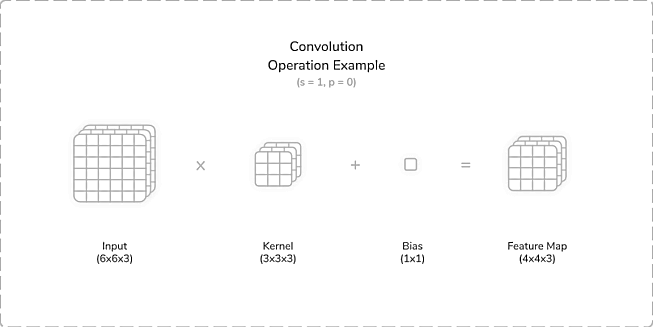 Convolution
Operation Example
(s = 1, p = 0)
x + =
Input Kernel Bias Feature Map
(6x6x3) (3x3x3) (1x1) (4x4x3)